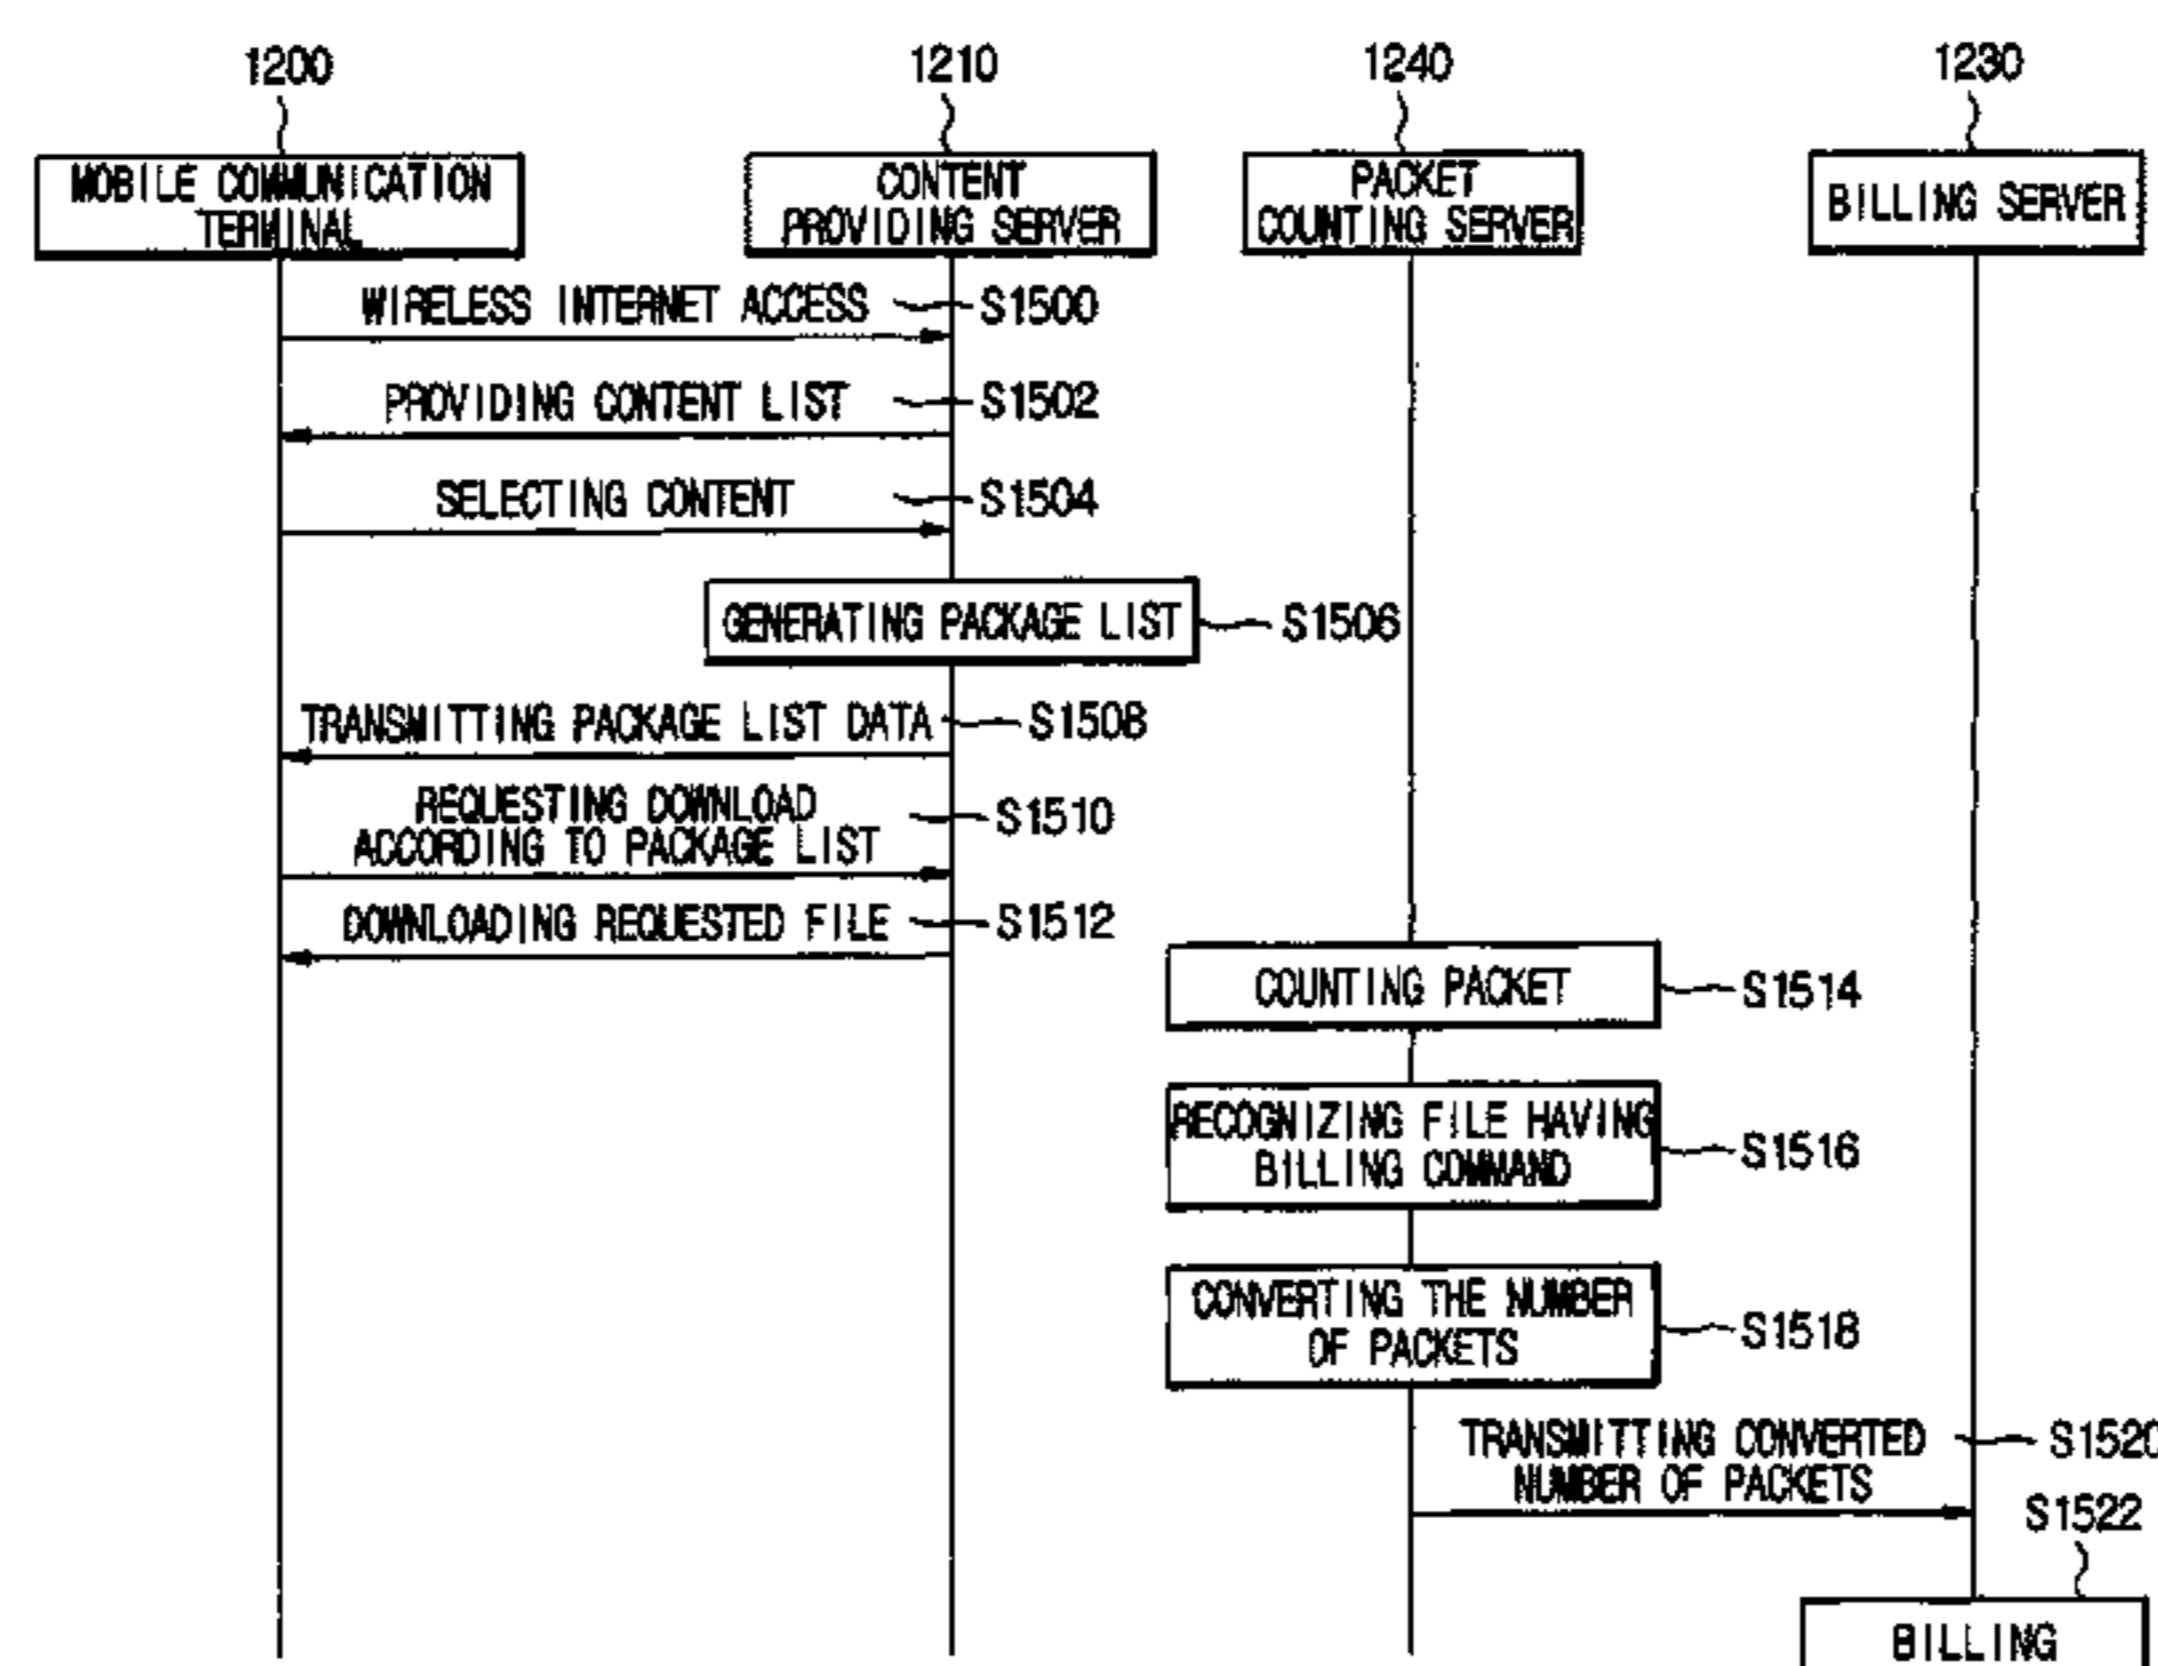 1200
1210
1240
1230
MOBILE COMMUNICATION
TERMINAL
CONTENT
PROVIDING SERVER
PACKET
COUNTING SERVER
BILLING SERVER
WIRELESS INTERNET ACCESS S1500
PROVIDING CONTENT LIST S1502
SELECTING CONTENT S1504
GENERATING PACKAGE LIST S1506
TRANSMITTING PACKAGE LIST DATA S1508
REQUESTING DOWNLOAD
ACCORDING TO PACKAGE LIST
S1510
DOWNLOADING REQUESTED FILE S1512
COUNTING PACKET S1514
RECOGNIZING FILE HAVING
BILLING COMMAND
S1516
CONVERTING THE NUMBER
OF PACKETS
S1518
TRANSMITTING CONVERTED
NUMBER OF PACKETS
S1520
S1522
BILLING